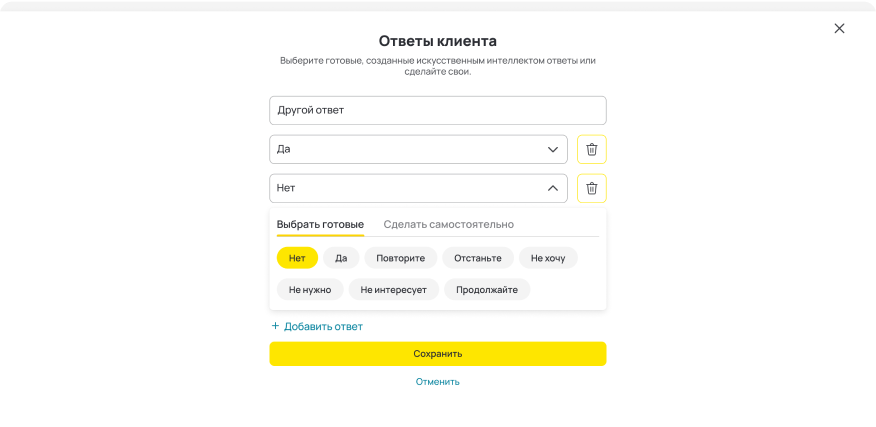 Ответы клиента
Выберите готовые, созданные искусственным интеллектом ответы или
сделайте свои.
Другой ответ
Да
Нет
Выбрать готовые Сделать самостоятельно
Нет Да Повторите Отстаньте Не хочу
Не нужно Не интересует Продолжайте
+ Добавить ответ
Сохранить
Отменить